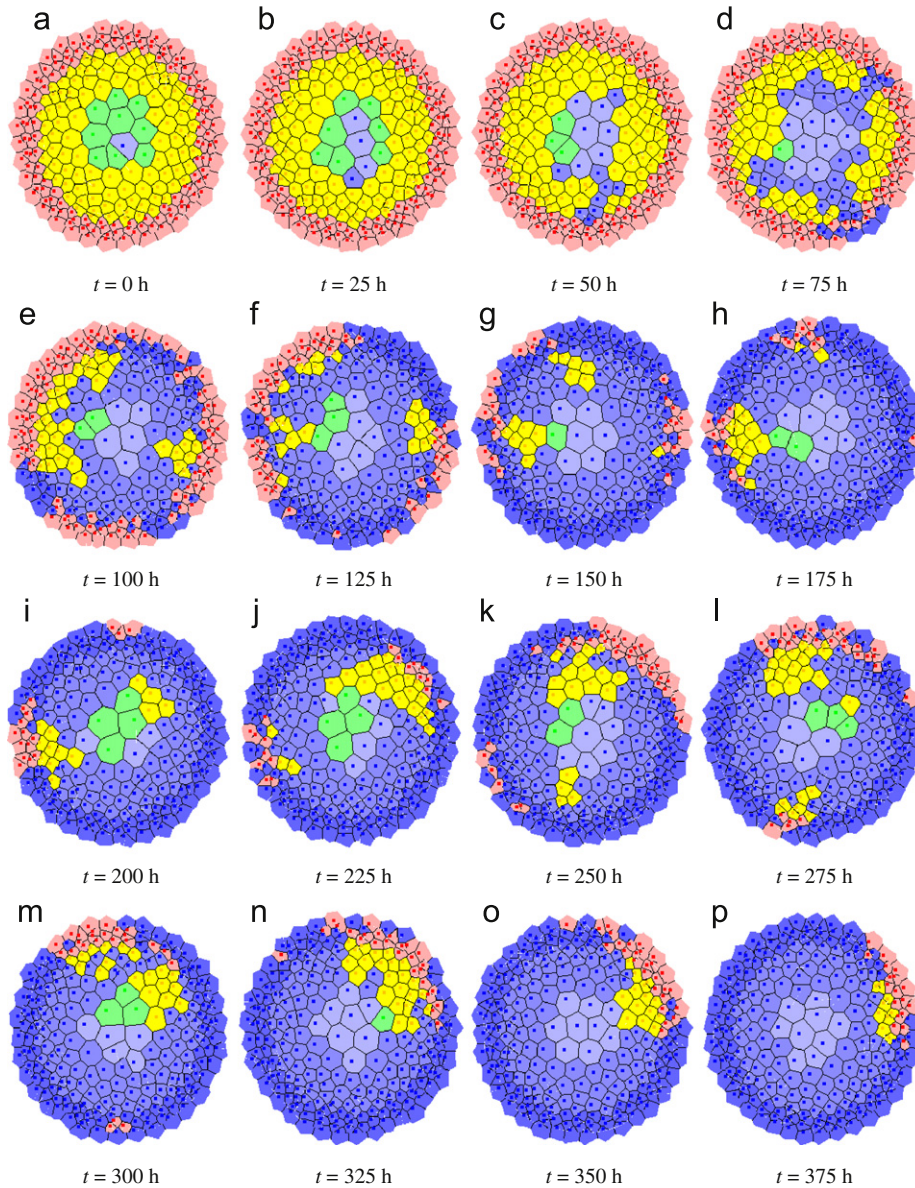 a b c d
t = 0 h t = 25 h t = 50 h t = 75 h
e f g h
t = 100 h t = 125 h t = 150 h t = 175 h
i j k l
t = 200 h t = 225 h t = 250 h t = 275 h
m n o p
t = 300 h t = 325 h t = 350 h t = 375 h